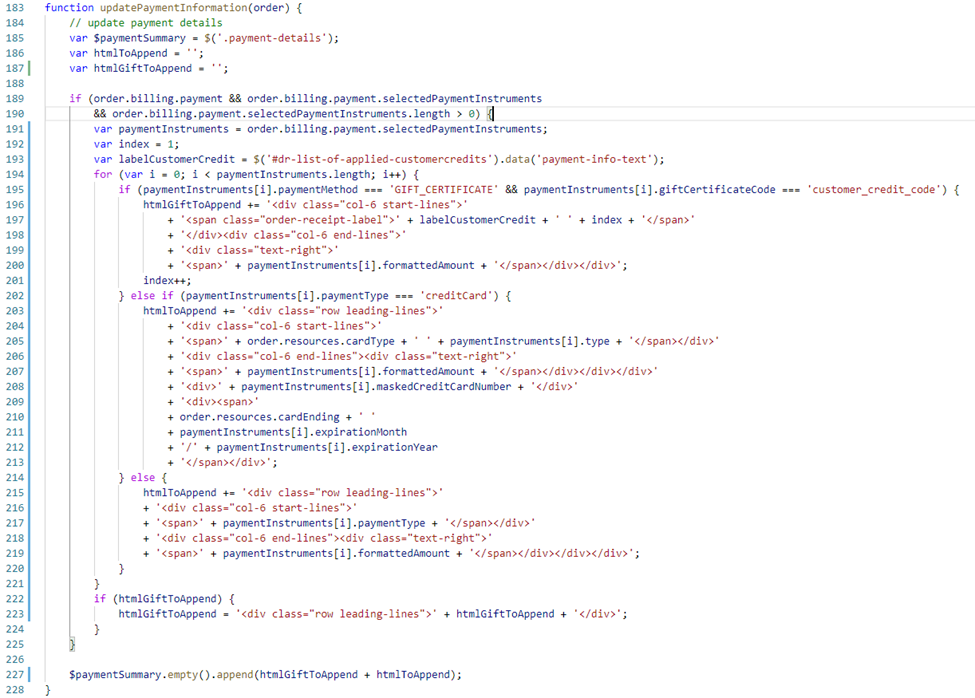 183 function updatePaymentInformation(order) {
184     // update payment details
185     var $paymentSummary = $('.payment-details');
186     var htmlToAppend = '';
187     var htmlGiftToAppend = '';
188
189     if (order.billing.payment && order.billing.payment.selectedPaymentInstruments
190         && order.billing.payment.selectedPaymentInstruments.length > 0) {
191         var paymentInstruments = order.billing.payment.selectedPaymentInstruments;
192         var index = 1;
193         var labelCustomerCredit = $('#dr-list-of-applied-customercredits').data('payment-info-text');
194         for (var i = 0; i < paymentInstruments.length; i++) {
195             if (paymentInstruments[i].paymentMethod === 'GIFT_CERTIFICATE' && paymentInstruments[i].giftCertificateCode === 'customer_credit_code') {
196                 htmlGiftToAppend += '<div class="col-6 start-lines">'
197                     + '<span class="order-receipt-label">' + labelCustomerCredit + ' ' + index + '</span>'
198                     + '</div><div class="col-6 end-lines">'
199                     + '<div class="text-right">'
200                     + '<span>' + paymentInstruments[i].formattedAmount + '</span></div></div>';
201                 index++;
202             } else if (paymentInstruments[i].paymentType === 'creditCard') {
203                 htmlToAppend += '<div class="row leading-lines">'
204                     + '<div class="col-6 start-lines">'
205                     + '<span>' + order.resources.cardType + ' ' + paymentInstruments[i].type + '</span></div>'
206                     + '<div class="col-6 end-lines"><div class="text-right">'
207                     + '<span>' + paymentInstruments[i].formattedAmount + '</span></div></div></div>'
208                     + '<div>' + paymentInstruments[i].maskedCreditCardNumber + '</div>'
209                     + '<div><span>'
210                     + order.resources.cardEnding + ' '
211                     + paymentInstruments[i].expirationMonth
212                     + '/' + paymentInstruments[i].expirationYear
213                     + '</span></div>';
214             } else {
215                 htmlToAppend += '<div class="row leading-lines">'
216                 + '<div class="col-6 start-lines">'
217                 + '<span>' + paymentInstruments[i].paymentType + '</span></div>'
218                 + '<div class="col-6 end-lines"><div class="text-right">'
219                 + '<span>' + paymentInstruments[i].formattedAmount + '</span></div></div></div>';
220             }
221         }
222         if (htmlGiftToAppend) {
223             htmlGiftToAppend = '<div class="row leading-lines">' + htmlGiftToAppend + '</div>';
224         }
225     }
226
227     $paymentSummary.empty().append(htmlGiftToAppend + htmlToAppend);
228 }